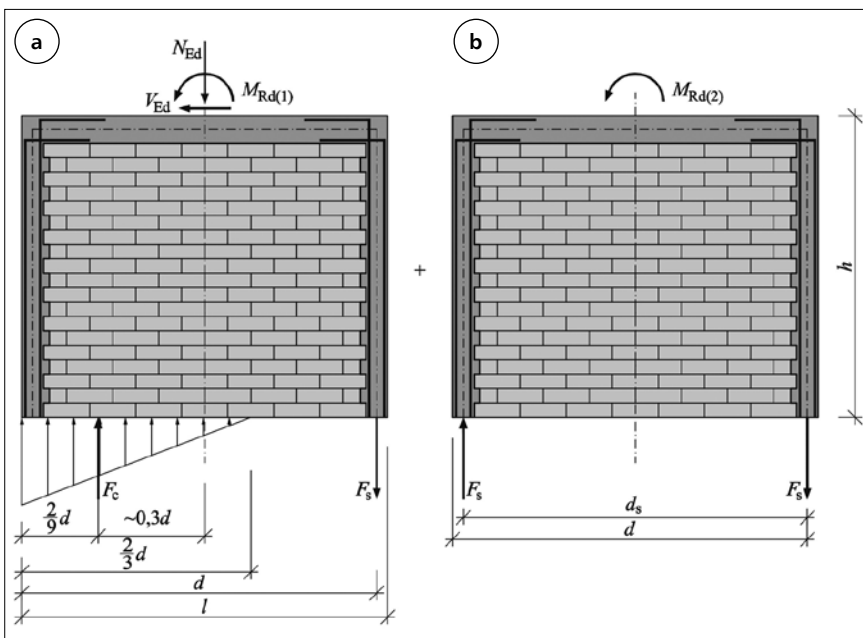 a
N_Ed
M_Rd(1)
V_Ed
F_c
F_s
2/9 d
~0,3d
2/3 d
d
l
+
b
M_Rd(2)
h
F_s
F_s
d_s
d